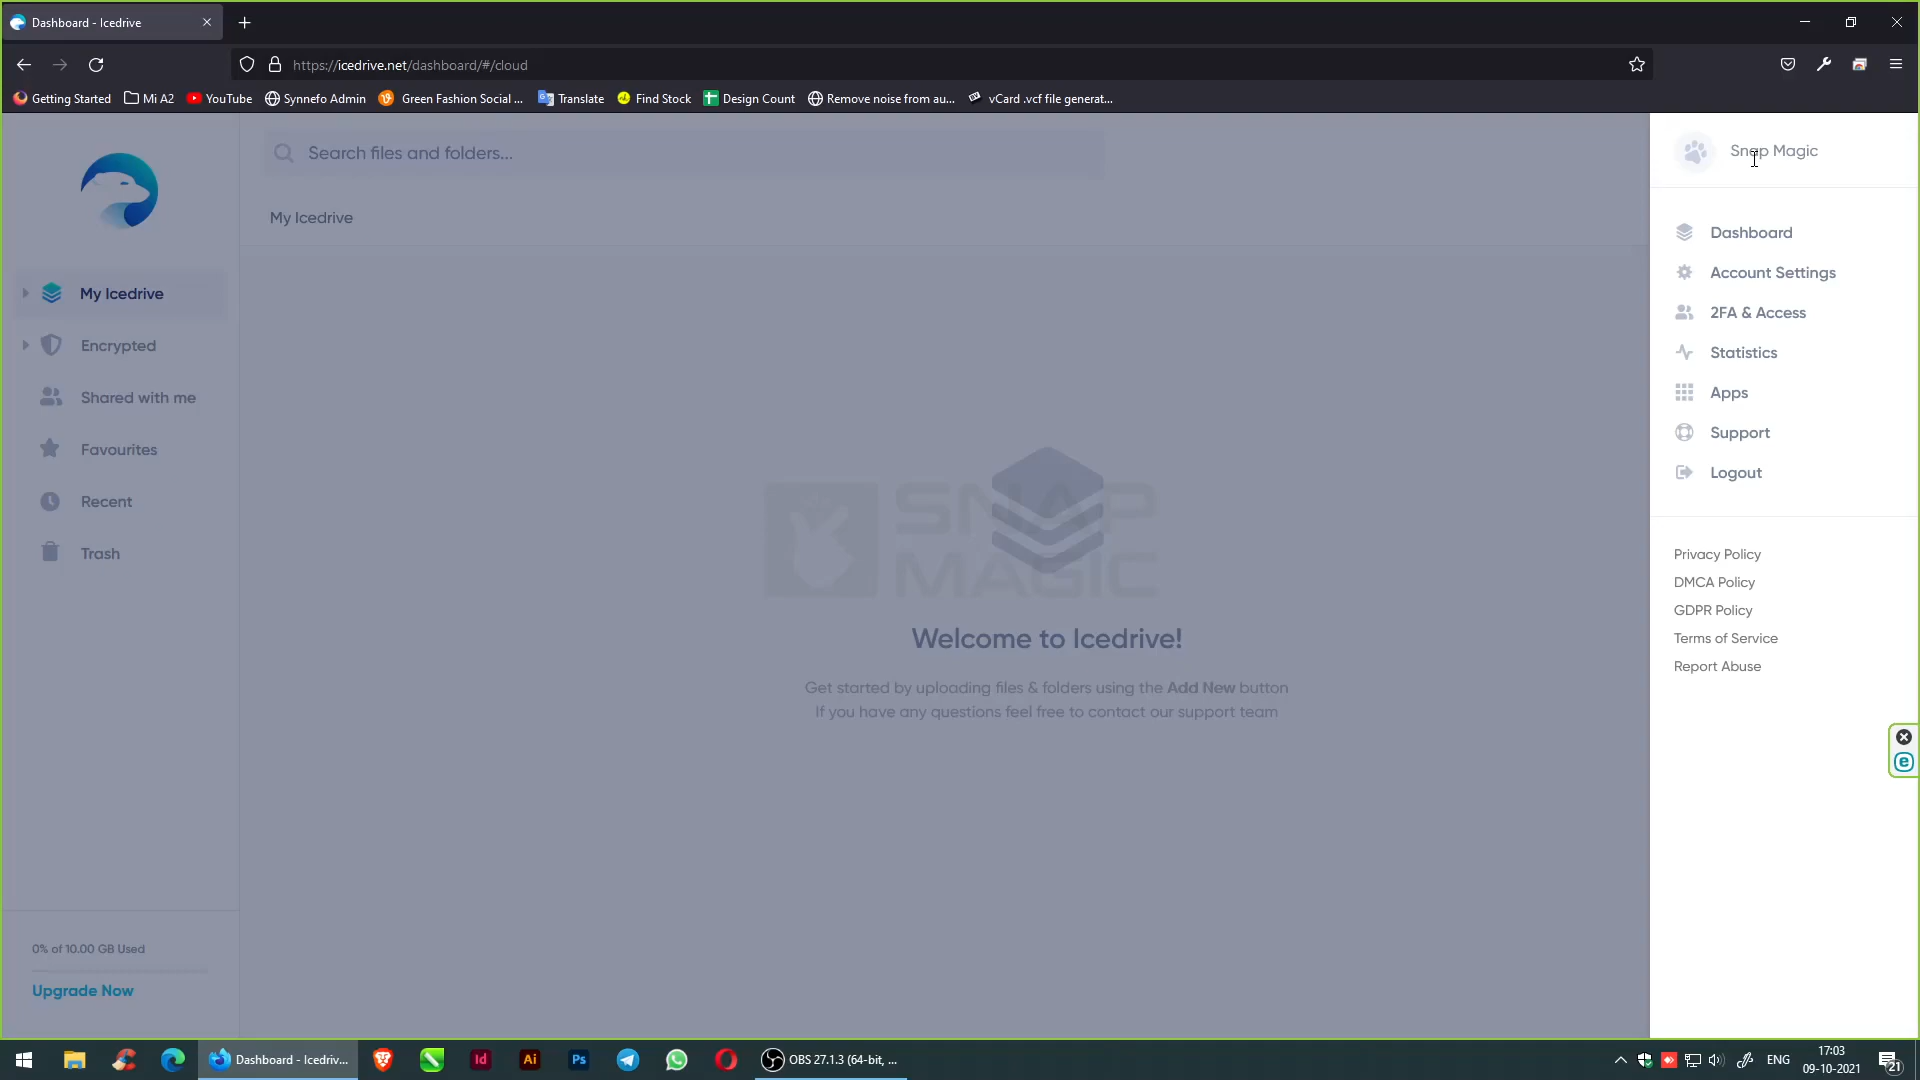 Dashboard - Icedrive
https://icedrive.net/dashboard/#/cloud
Getting Started
Mi A2
YouTube
Synnefo Admin
Green Fashion Social ...
Translate
Find Stock
Design Count
Remove noise from au...
vCard .vcf file generat...
Search files and folders...
My Icedrive
My Icedrive
Encrypted
Shared with me
Favourites
Recent
Trash
SNAP
MAGIC
Welcome to Icedrive!
Get started by uploading files & folders using the Add New button
If you have any questions feel free to contact our support team
0% of 10.00 GB Used
Upgrade Now
Snap Magic
Dashboard
Account Settings
2FA & Access
Statistics
Apps
Support
Logout
Privacy Policy
DMCA Policy
GDPR Policy
Terms of Service
Report Abuse
Dashboard - Icedriv...
Id
Ai
Ps
OBS 27.1.3 (64-bit, ...
ENG
17:03
09-10-2021
21